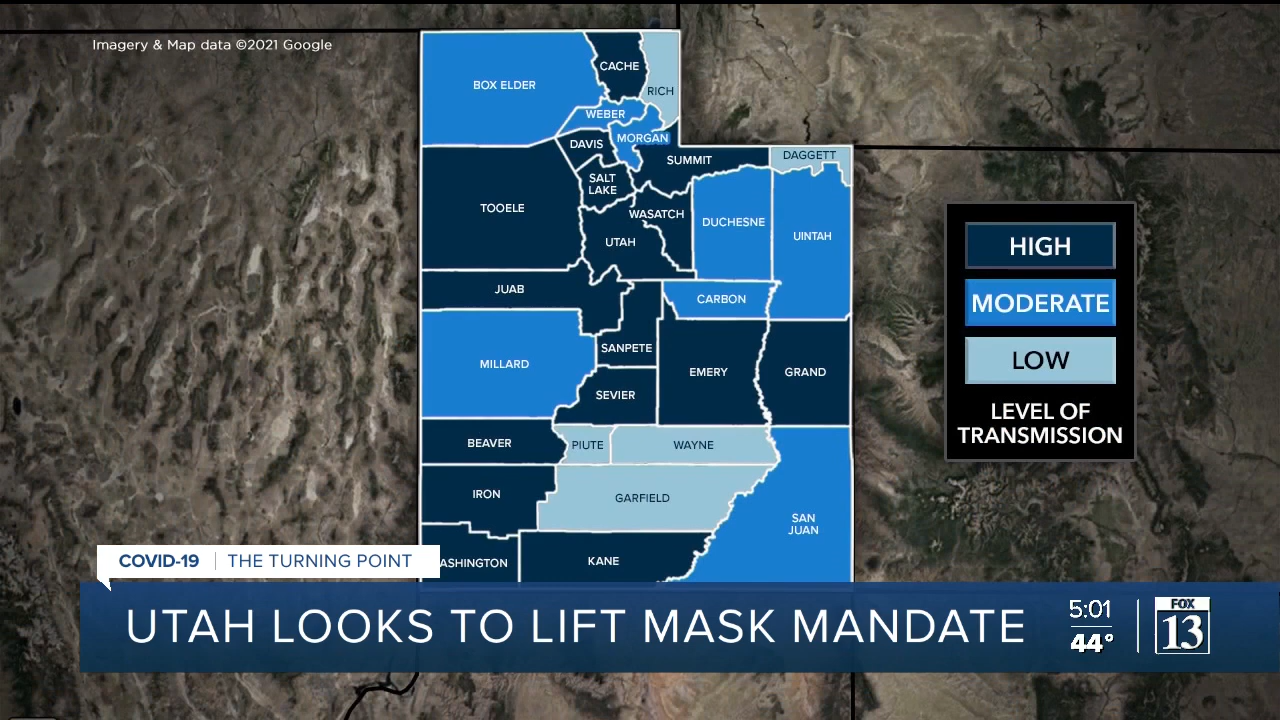 Imagery & Map data ©2021 Google
CACHE
BOX ELDER
RICH
WEBER
MORGAN
DAVIS
DAGGETT
SUMMIT
SALT
LAKE
TOOELE
WASATCH
DUCHESNE
UINTAH
UTAH
JUAB
CARBON
SANPETE
MILLARD
EMERY
GRAND
SEVIER
BEAVER
PIUTE
WAYNE
IRON
GARFIELD
SAN
JUAN
ASHINGTON
KANE
HIGH
MODERATE
LOW
LEVEL OF
TRANSMISSION
COVID-19 | THE TURNING POINT
UTAH LOOKS TO LIFT MASK MANDATE
5:01
44°
FOX
13